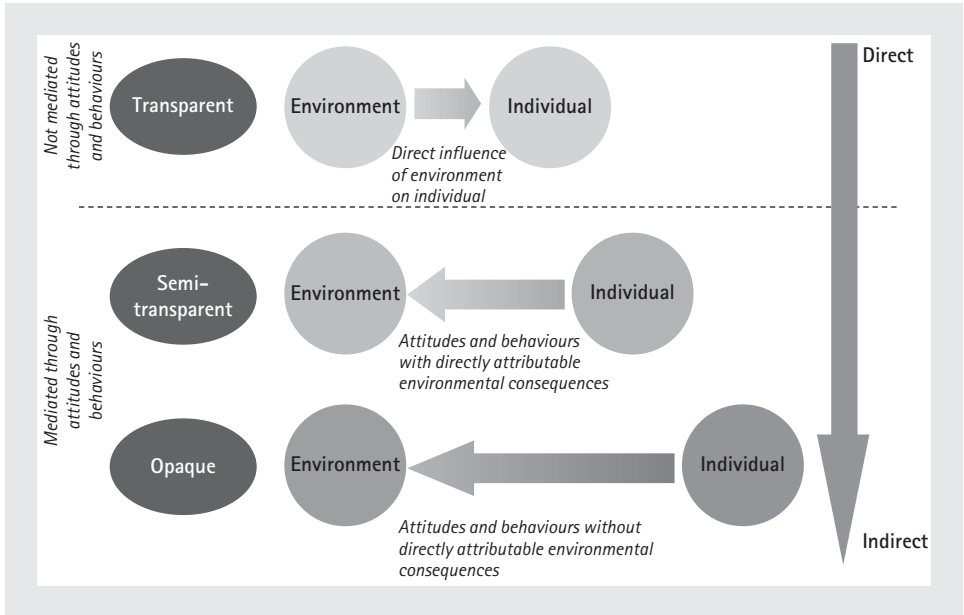 Not mediated
through attitudes
and behaviours
Transparent
Environment
Individual
Direct
Direct influence
of environment
on individual
Mediated through
attitudes and
behaviours
Semi-
transparent
Environment
Individual
Attitudes and behaviours
with directly attributable
environmental consequences
Opaque
Environment
Individual
Attitudes and behaviours without
directly attributable environmental
consequences
Indirect